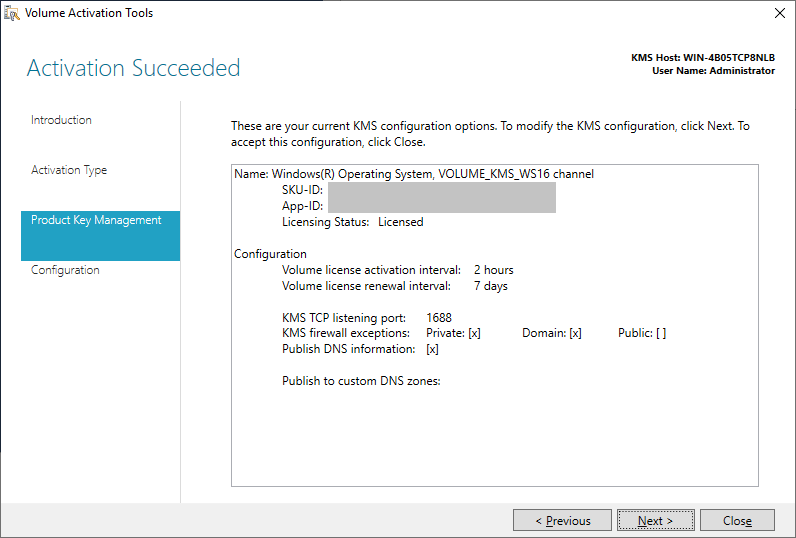 Volume Activation Tools
Activation Succeeded
KMS Host: WIN-4B05TCP8NLB
User Name: Administrator
Introduction
Activation Type
Product Key Management
Configuration
These are your current KMS configuration options. To modify the KMS configuration, click Next. To
accept this configuration, click Close.
Name: Windows(R) Operating System, VOLUME_KMS_WS16 channel
SKU-ID:
App-ID:
Licensing Status: Licensed
Configuration
Volume license activation interval: 2 hours
Volume license renewal interval: 7 days
KMS TCP listening port: 1688
KMS firewall exceptions: Private: [x] Domain: [x] Public: [ ]
Publish DNS information: [x]
Publish to custom DNS zones:
< Previous Next > Close